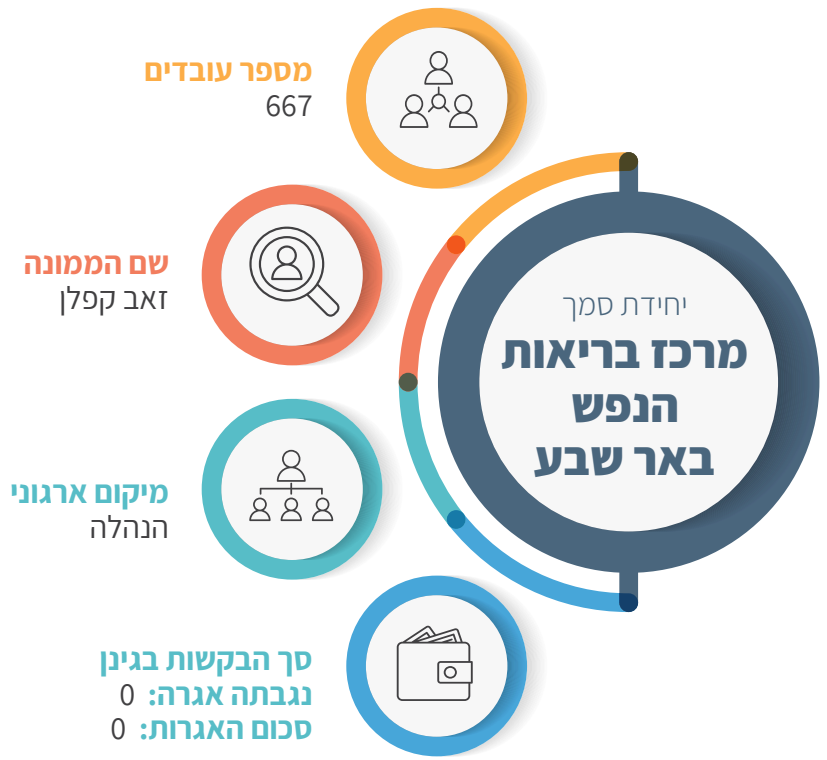 יחידת סמך
מרכז בריאות
הנפש
באר שבע
מספר עובדים
667
שם הממונה
זאב קפלן
מיקום ארגוני
הנהלה
סך הבקשות בגינן
נגבתה אגרה: 0
סכום האגרות: 0